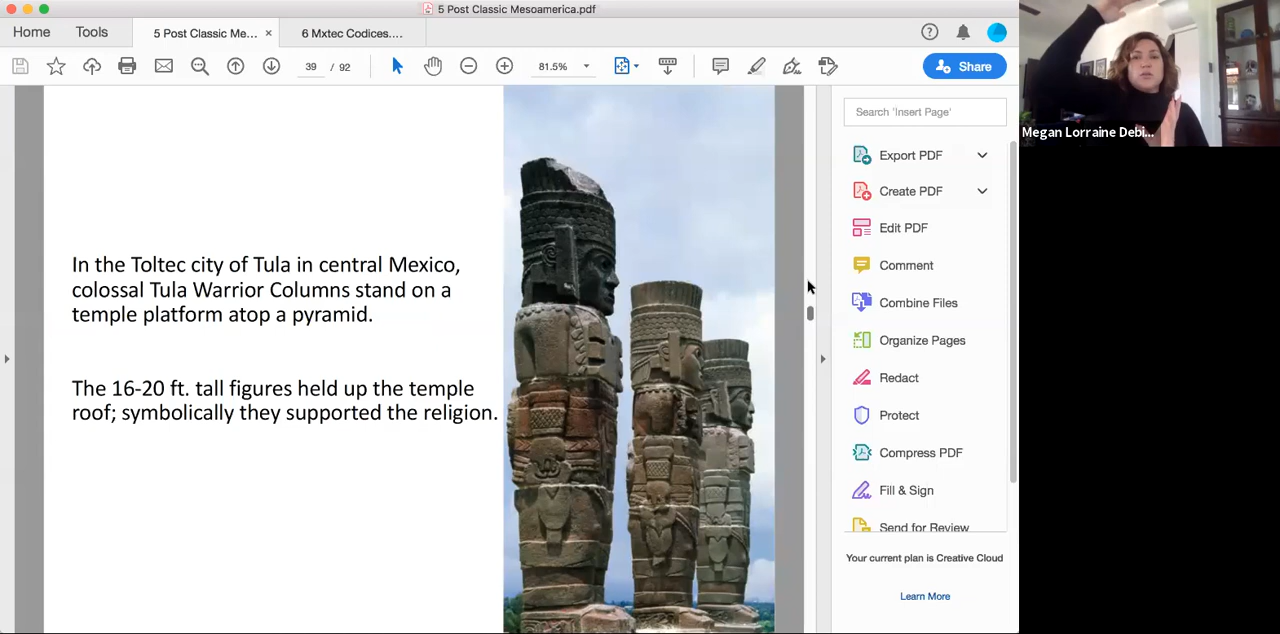 5 Post Classic Mesoamerica.pdf
Home
Tools
5 Post Classic Me...
6 Mxtec Codices....
39 / 92
81.5%
Share
Search 'Insert Page'
Export PDF
Create PDF
Edit PDF
Comment
Combine Files
Organize Pages
Redact
Protect
Compress PDF
Fill & Sign
Send for Review
Your current plan is Creative Cloud
Learn More
In the Toltec city of Tula in central Mexico,
colossal Tula Warrior Columns stand on a
temple platform atop a pyramid.
The 16-20 ft. tall figures held up the temple
roof; symbolically they supported the religion.
Megan Lorraine Debi...